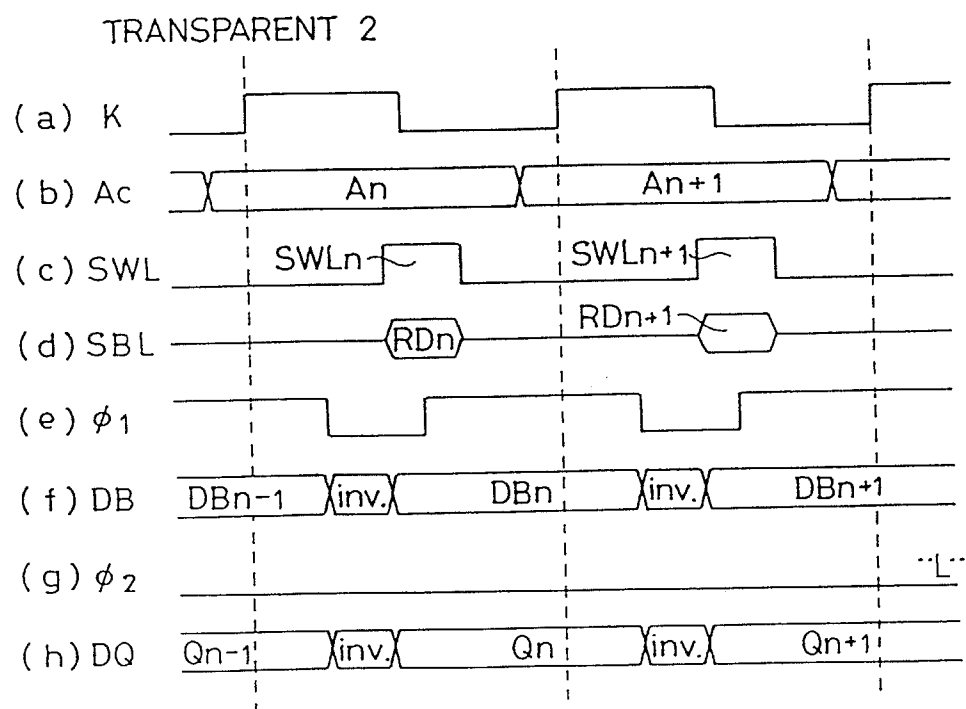 TRANSPARENT 2
(a) K
(b) Ac An An+1
(c) SWL SWLn SWLn+1
(d) SBL RDn RDn+1
(e) φ1
(f) DB DBn-1 inv. DBn inv. DBn+1
(g) φ2 "L"
(h) DQ Qn-1 inv. Qn inv. Qn+1